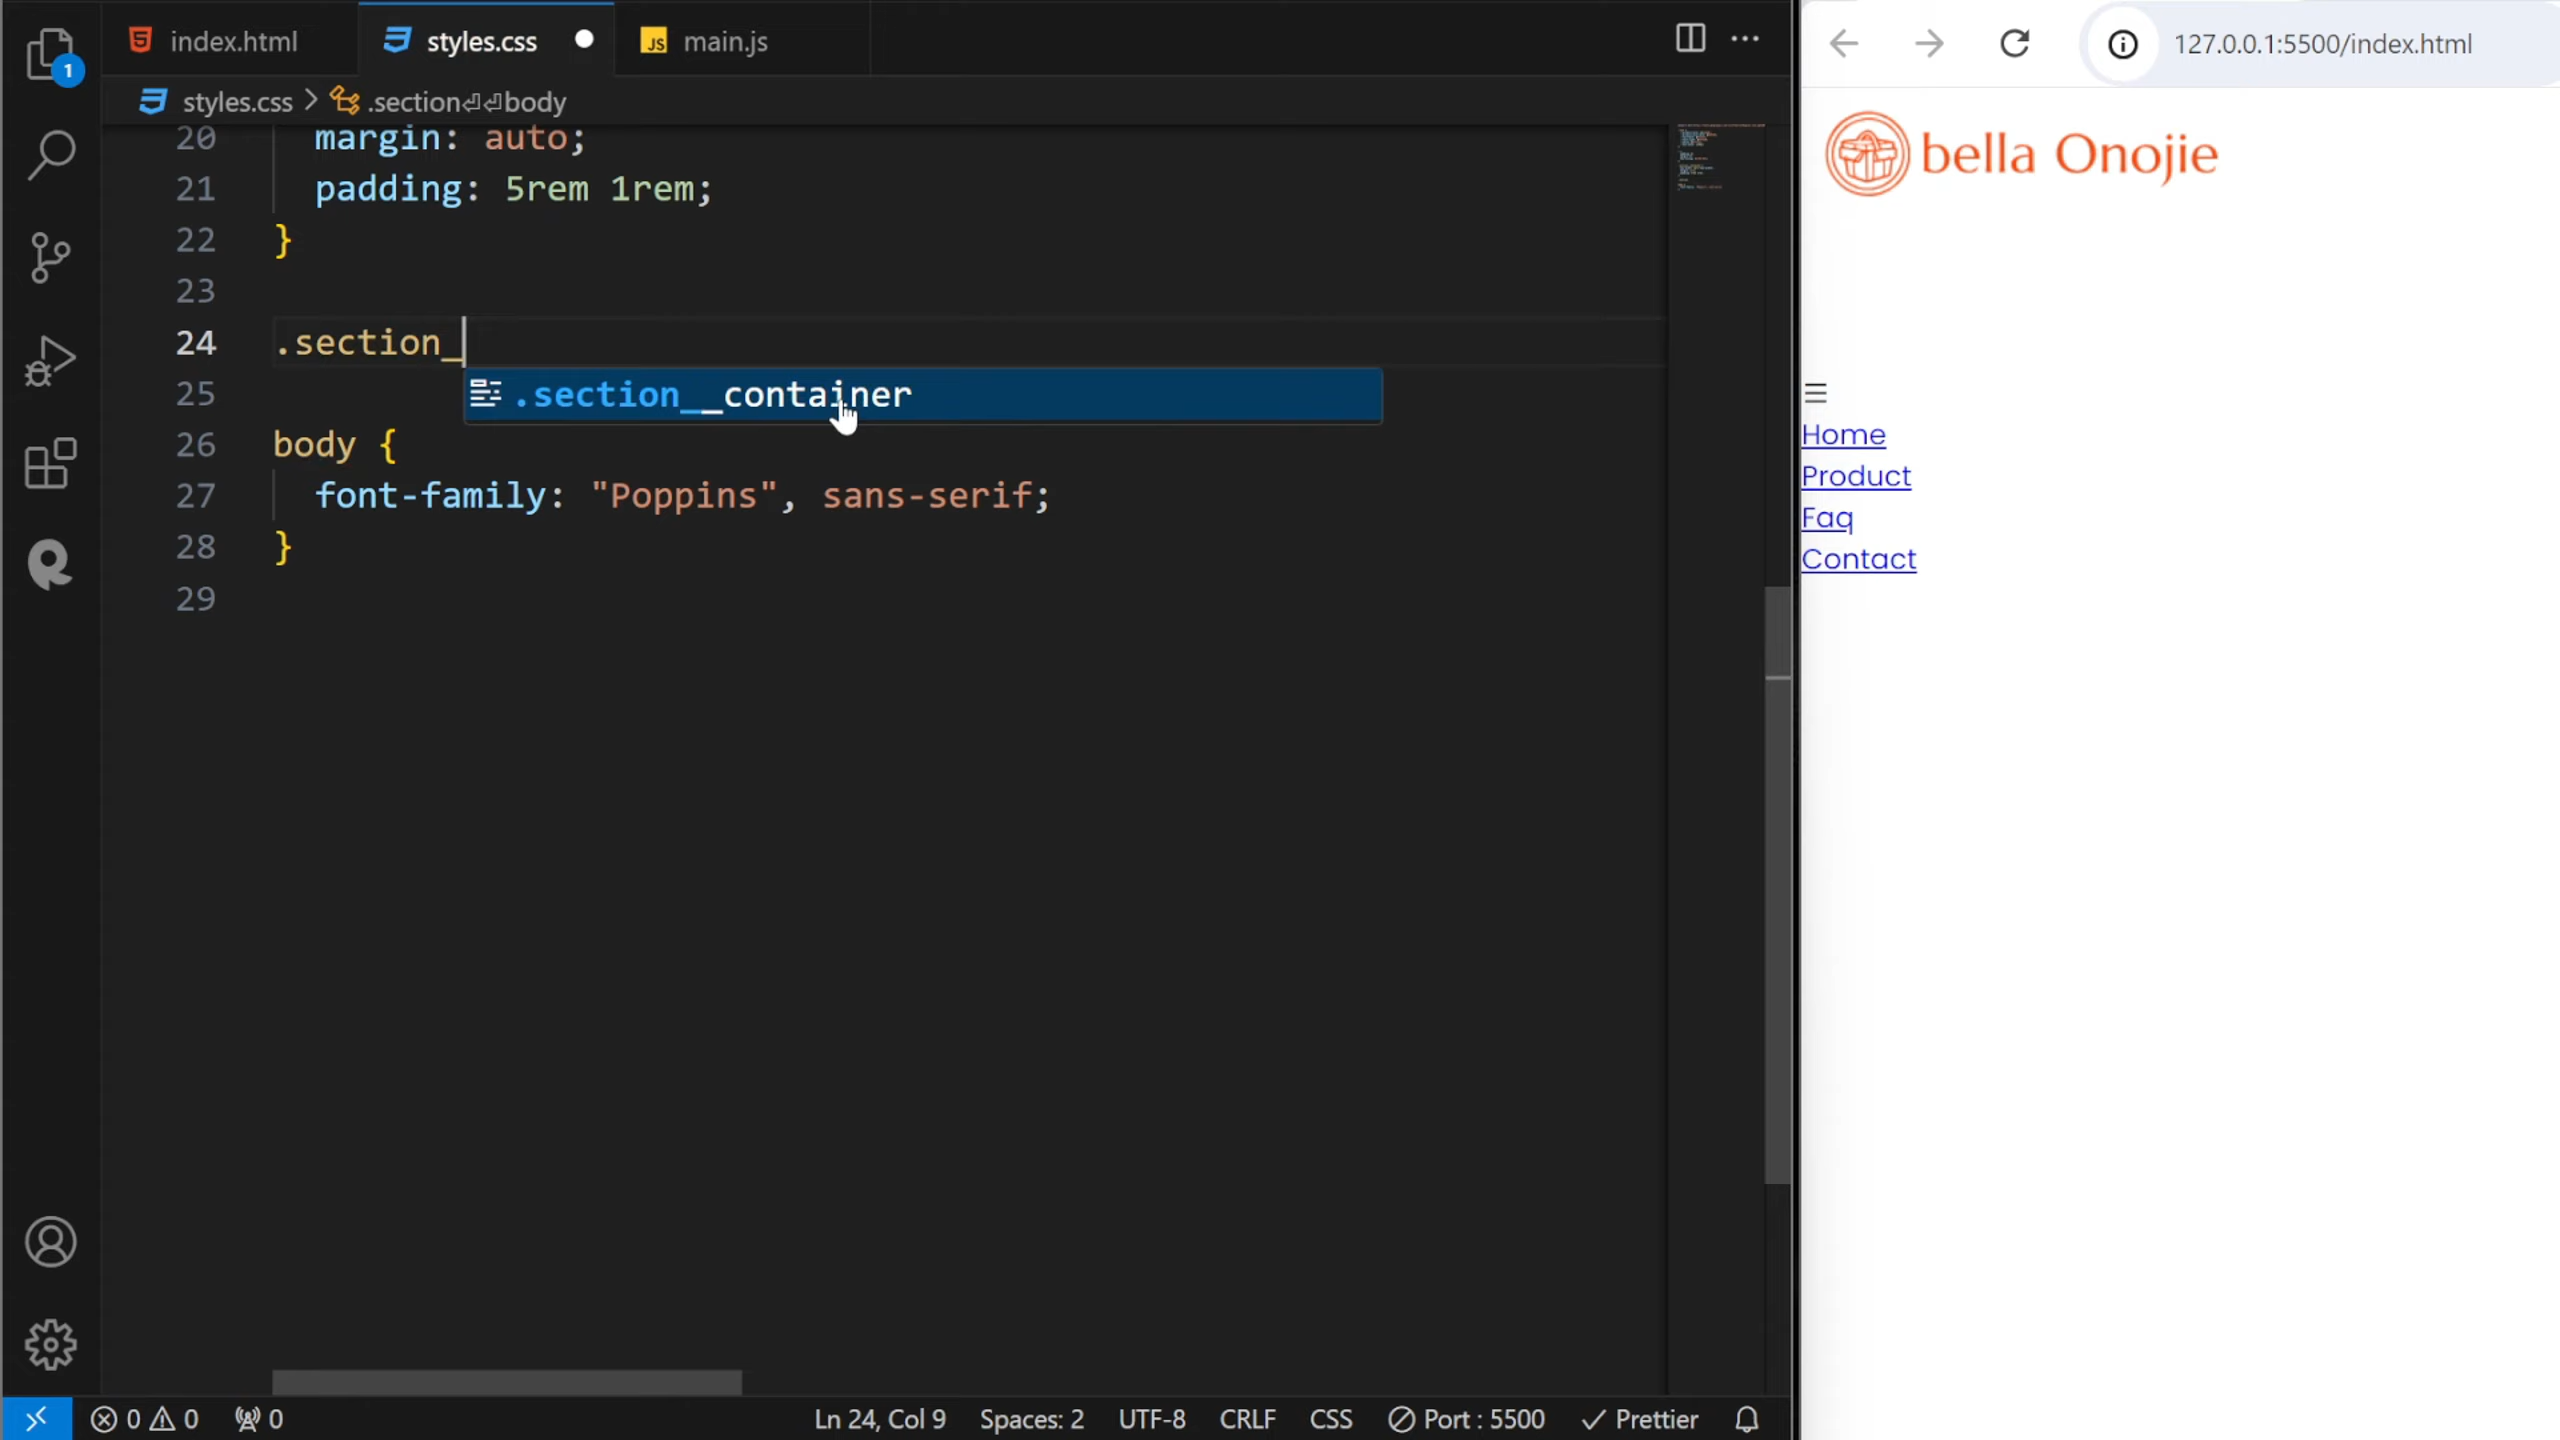 index.html
styles.css
main.js
127.0.0.1:5500/index.html
styles.css > .section⏎⏎body
1
20 margin: auto;
21 padding: 5rem 1rem;
22 }
23
24 .section_
25 .section__container
26 body {
27 font-family: "Poppins", sans-serif;
28 }
29
bella Onojie
Home
Product
Faq
Contact
0 0 0 Ln 24, Col 9 Spaces: 2 UTF-8 CRLF CSS Port : 5500 Prettier